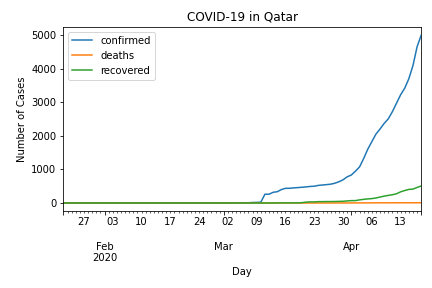 COVID-19 in Qatar
confirmed
deaths
recovered
5000
4000
3000
2000
1000
0
Number of Cases
27 03 10 17 24 02 09 16 23 30 06 13
Feb Mar Apr
2020
Day